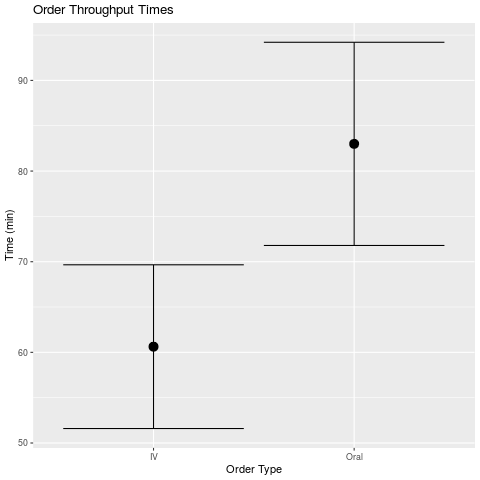 Order Throughput Times
Time (min)
90
80
70
60
50
IV
Oral
Order Type